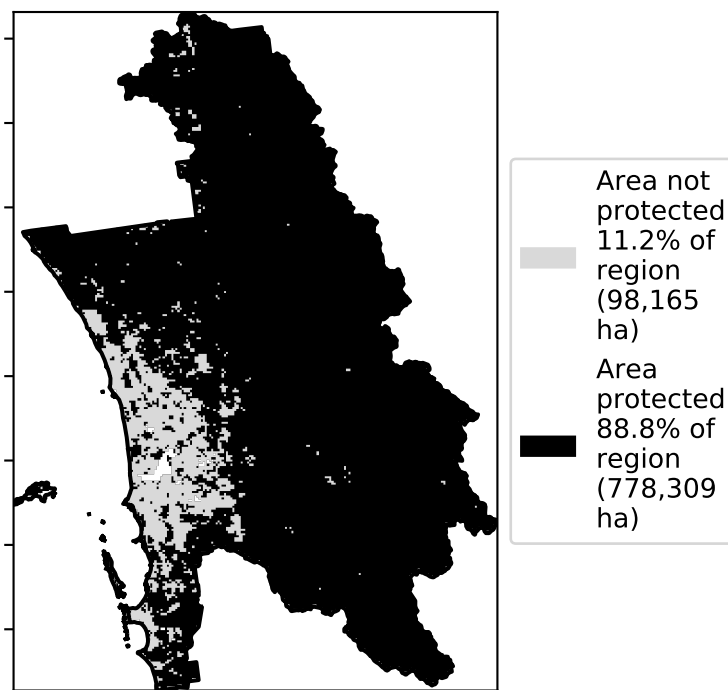 Area not
protected
11.2% of
region
(98,165
ha)
Area
protected
88.8% of
region
(778,309
ha)